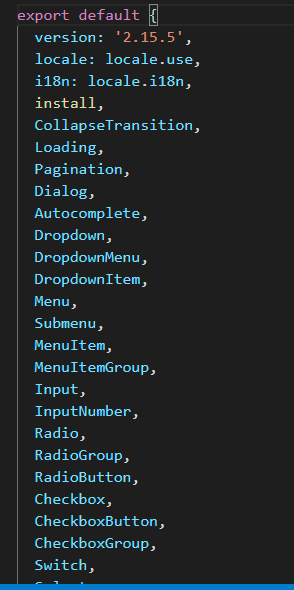 export default {
version: '2.15.5',
locale: locale.use,
i18n: locale.i18n,
install,
CollapseTransition,
Loading,
Pagination,
Dialog,
Autocomplete,
Dropdown,
DropdownMenu,
DropdownItem,
Menu,
Submenu,
MenuItem,
MenuItemGroup,
Input,
InputNumber,
Radio,
RadioGroup,
RadioButton,
Checkbox,
CheckboxButton,
CheckboxGroup,
Switch,